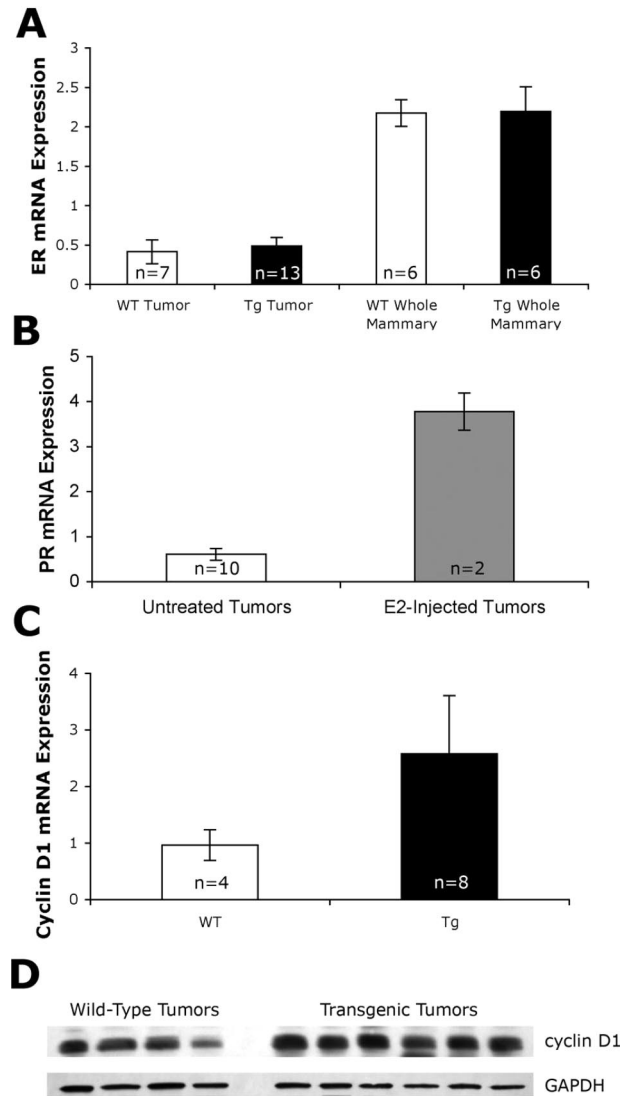 A
ER mRNA Expression
3
2.5
2
1.5
1
0.5
0
n=7
n=13
n=6
n=6
WT Tumor
Tg Tumor
WT Whole
Mammary
Tg Whole
Mammary
B
PR mRNA Expression
5
4
3
2
1
0
n=10
n=2
Untreated Tumors
E2-Injected Tumors
C
Cyclin D1 mRNA Expression
4
3
2
1
0
n=4
n=8
WT
Tg
D
Wild-Type Tumors
Transgenic Tumors
cyclin D1
GAPDH